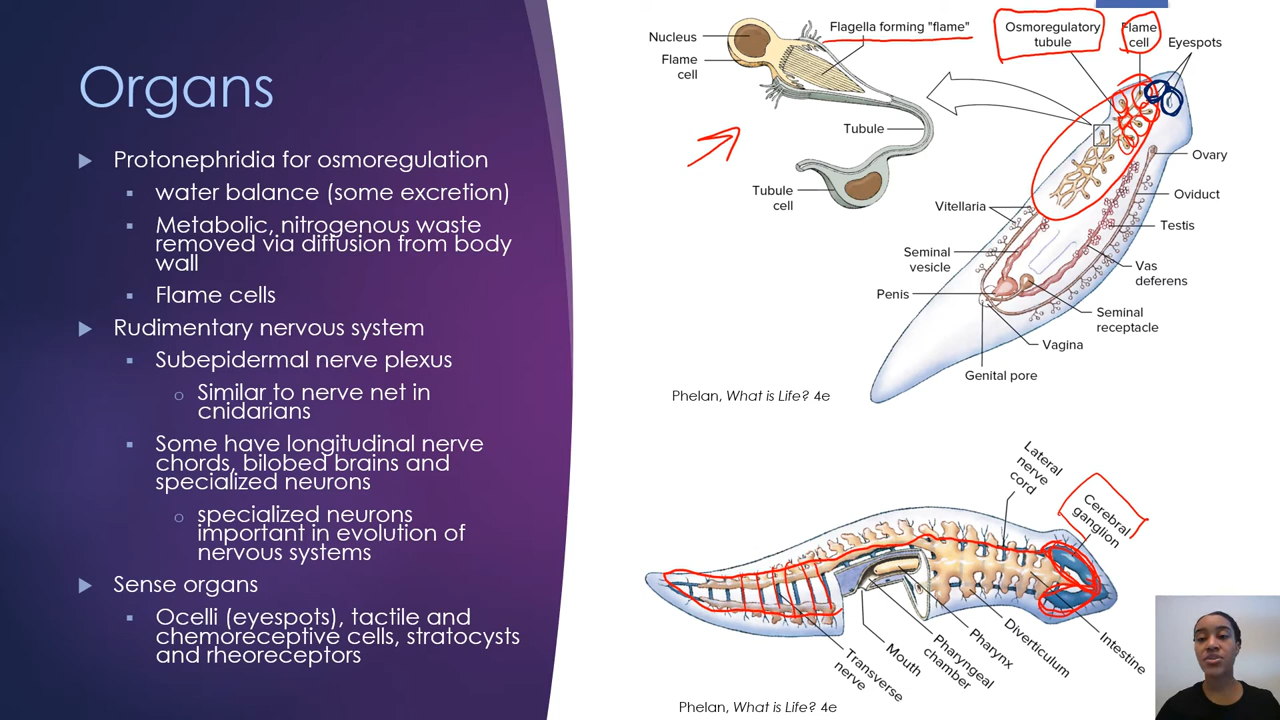 Organs
Protonephridia for osmoregulation
water balance (some excretion)
Metabolic, nitrogenous waste
removed via diffusion from body
wall
Flame cells
Rudimentary nervous system
Subepidermal nerve plexus
Similar to nerve net in
cnidarians
Some have longitudinal nerve
chords, bilobed brains and
specialized neurons
specialized neurons
important in evolution of
nervous systems
Sense organs
Ocelli (eyespots), tactile and
chemoreceptive cells, stratocysts
and rheoreceptors
Nucleus
Flame
cell
Flagella forming "flame"
Tubule
Tubule
cell
Osmoregulatory
tubule
Flame
cell
Eyespots
Ovary
Oviduct
Testis
Vas
deferens
Seminal
receptacle
Vagina
Genital pore
Penis
Seminal
vesicle
Vitellaria
Phelan, What is Life? 4e
Lateral
nerve
cord
Cerebral
ganglion
Intestine
Diverticulum
Pharynx
Pharyngeal
chamber
Mouth
Transverse
nerve
Phelan, What is Life? 4e